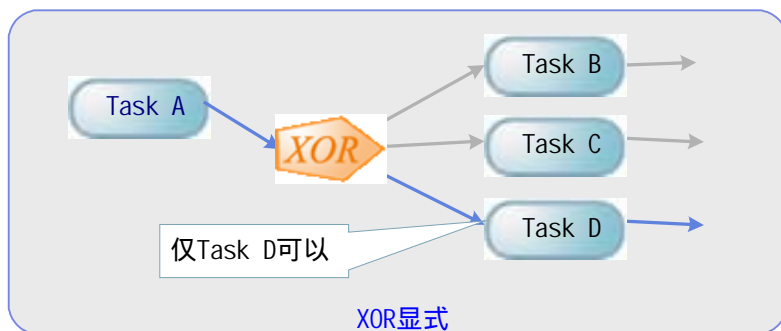 Task B
Task A
XOR
Task C
Task D
仅Task D可以
XOR显式